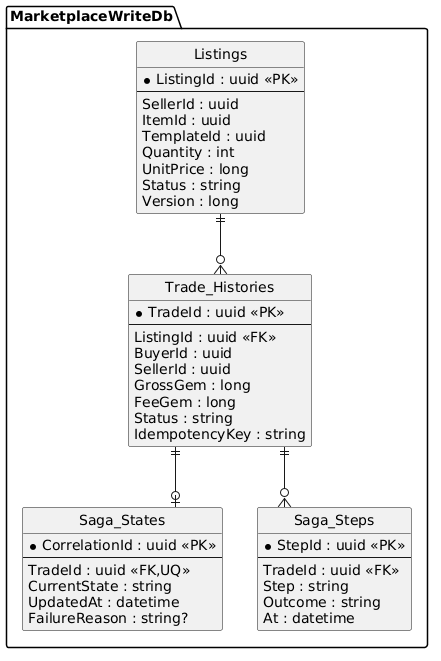 MarketplaceWriteDb
Listings
ListingId : uuid «PK»
SellerId : uuid
ItemId : uuid
TemplateId : uuid
Quantity : int
UnitPrice : long
Status : string
Version : long
Trade_Histories
TradeId : uuid «PK»
ListingId : uuid «FK»
BuyerId : uuid
SellerId : uuid
GrossGem : long
FeeGem : long
Status : string
IdempotencyKey : string
Saga_States
CorrelationId : uuid «PK»
TradeId : uuid «FK,UQ»
CurrentState : string
UpdatedAt : datetime
FailureReason : string?
Saga_Steps
StepId : uuid «PK»
TradeId : uuid «FK»
Step : string
Outcome : string
At : datetime